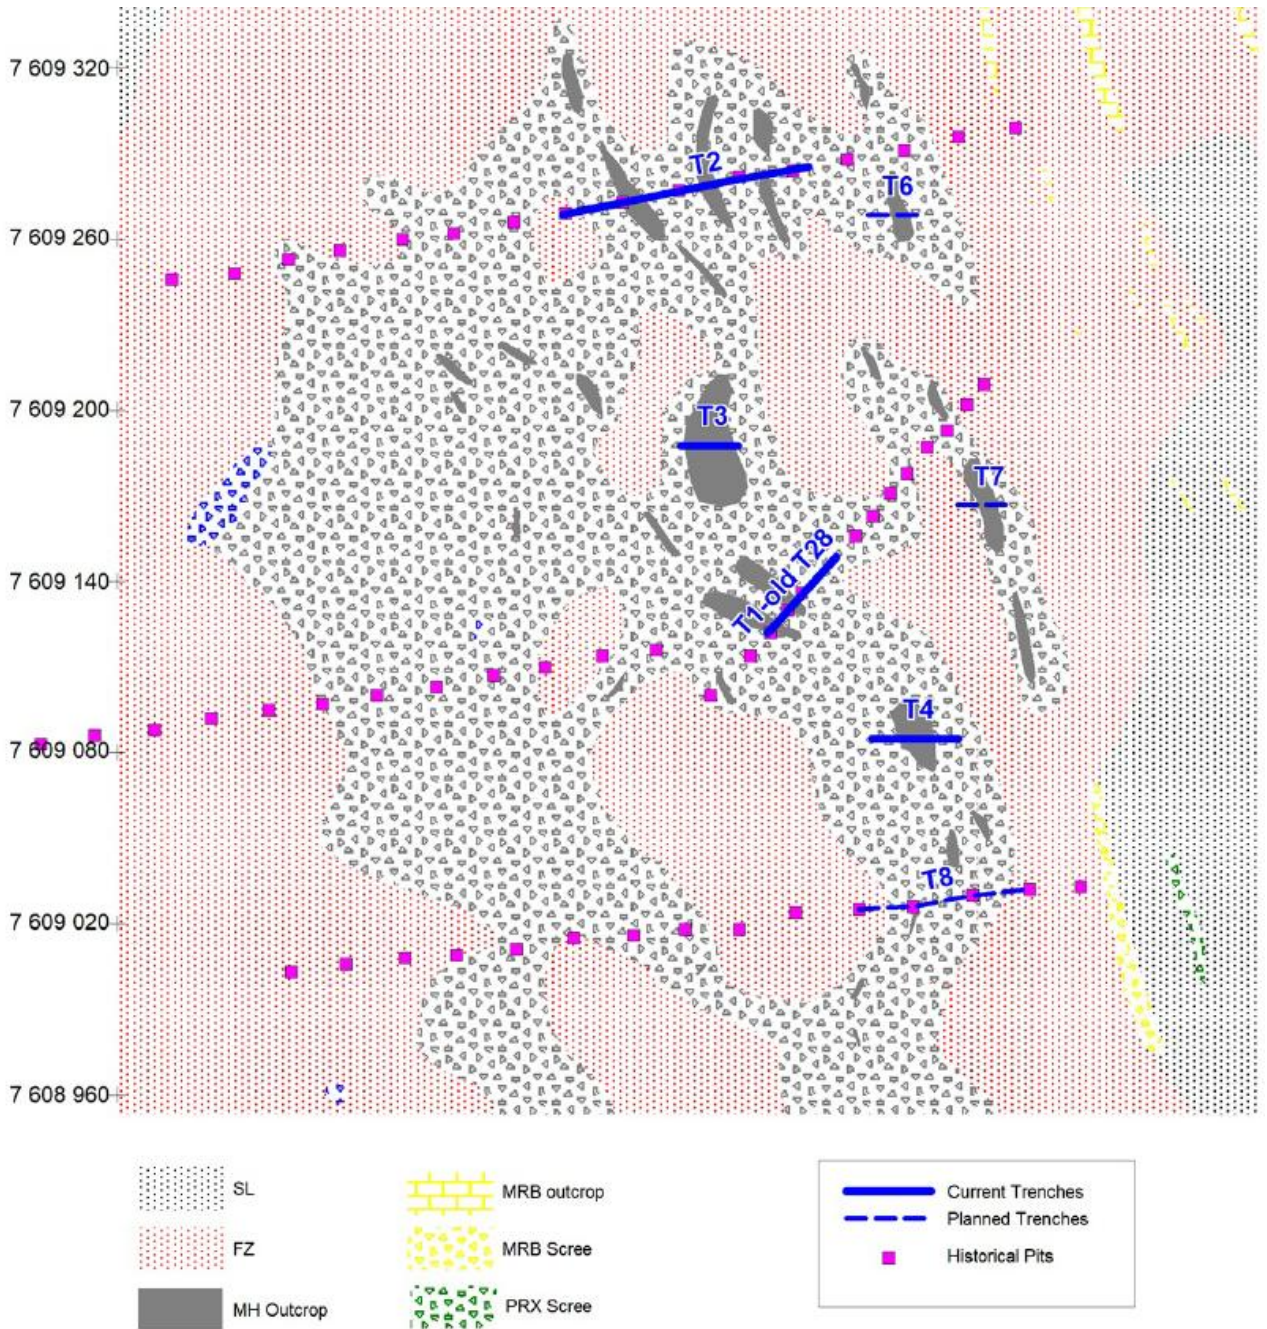 7 609 320
T2
T6
7 609 260
7 609 200
T3
T7
T1-old T28
7 609 140
T4
7 609 080
T8
7 609 020
7 608 960
SL
FZ
MH Outcrop
MRB outcrop
MRB Scree
PRX Scree
Current Trenches
Planned Trenches
Historical Pits